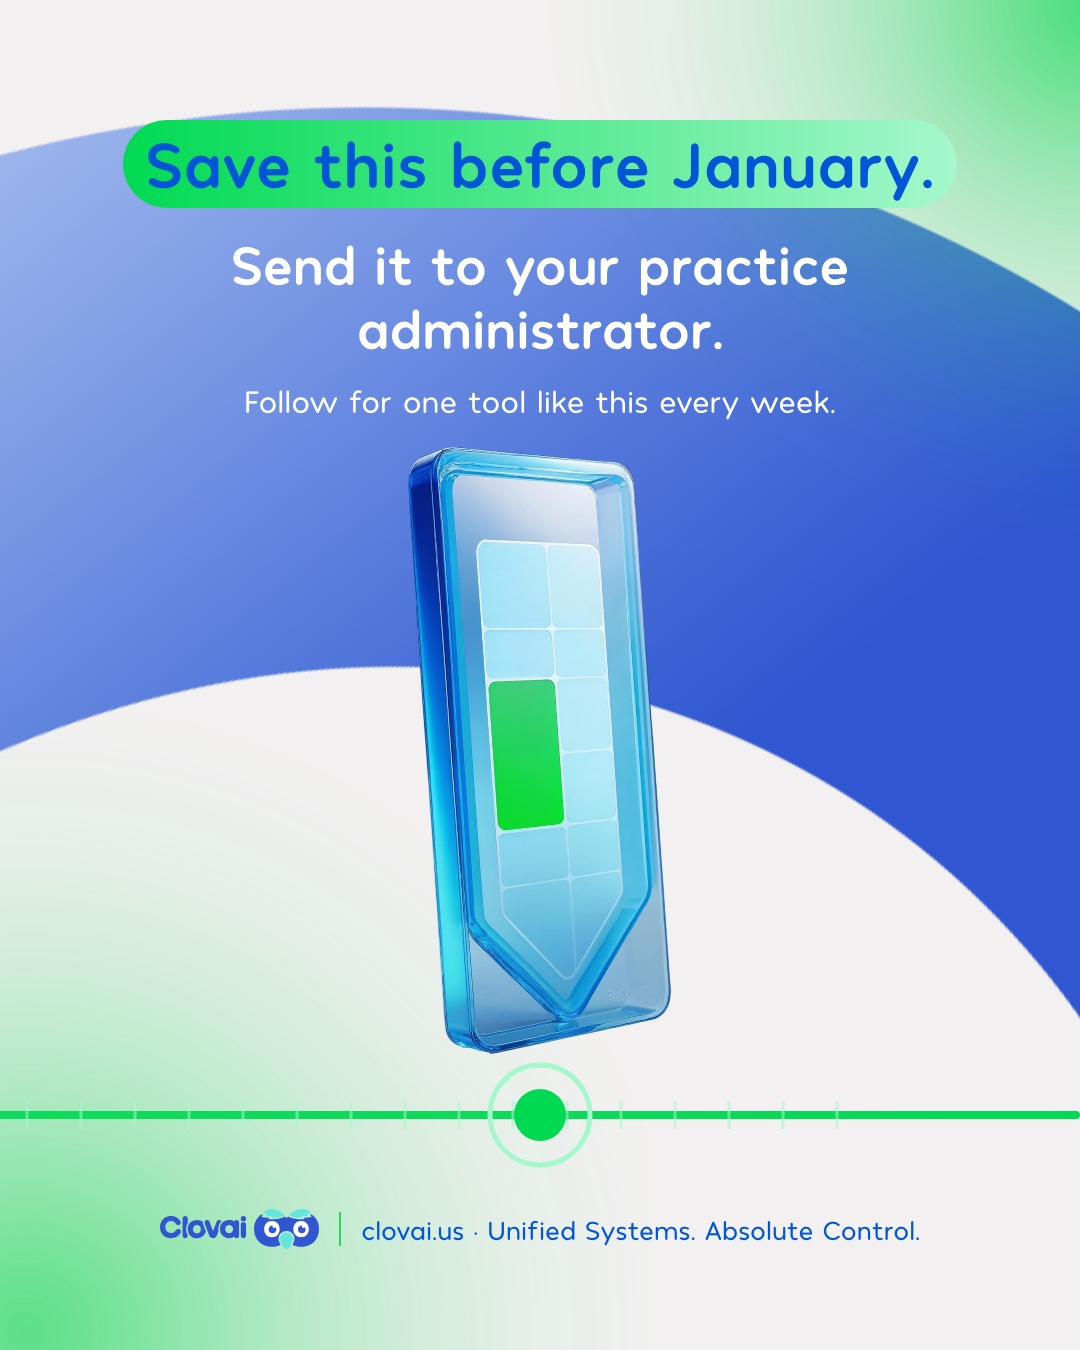 Save this before January.
Send it to your practice
administrator.
Follow for one tool like this every week.
Clovai
clovai.us · Unified Systems. Absolute Control.